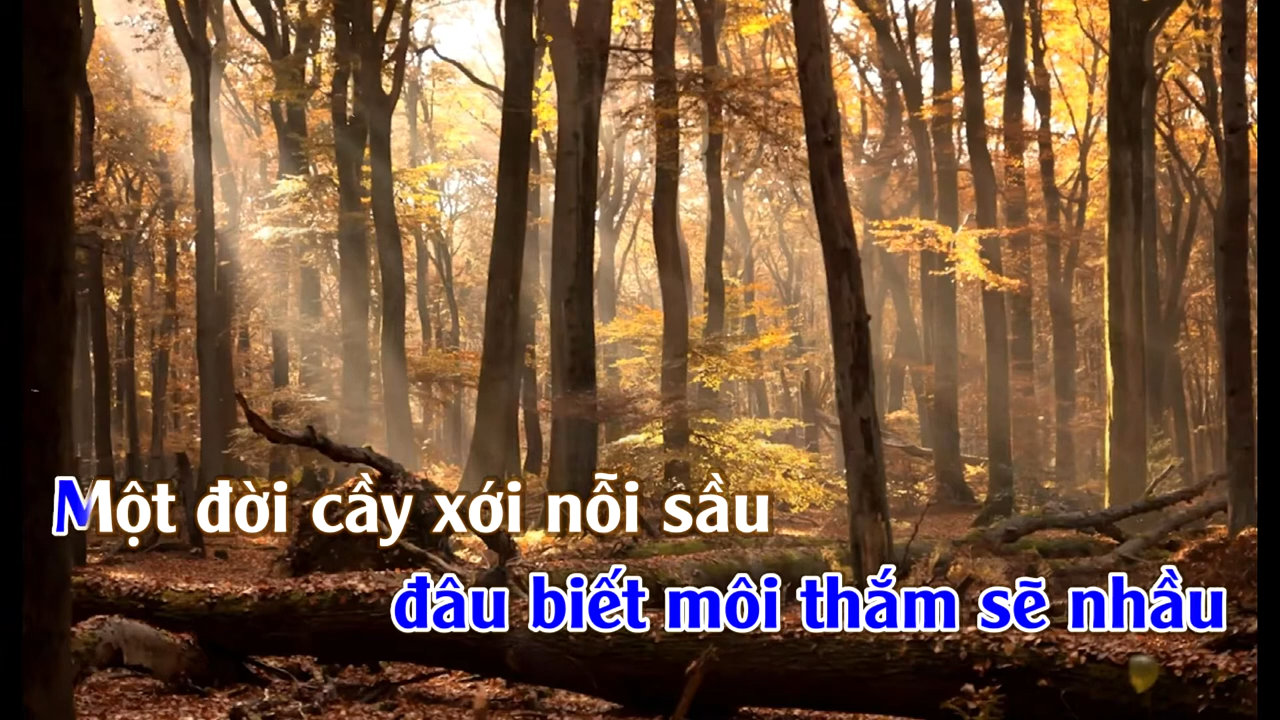 Một đời cầy xới nỗi sầu
đâu biết môi thắm sẽ nhầu